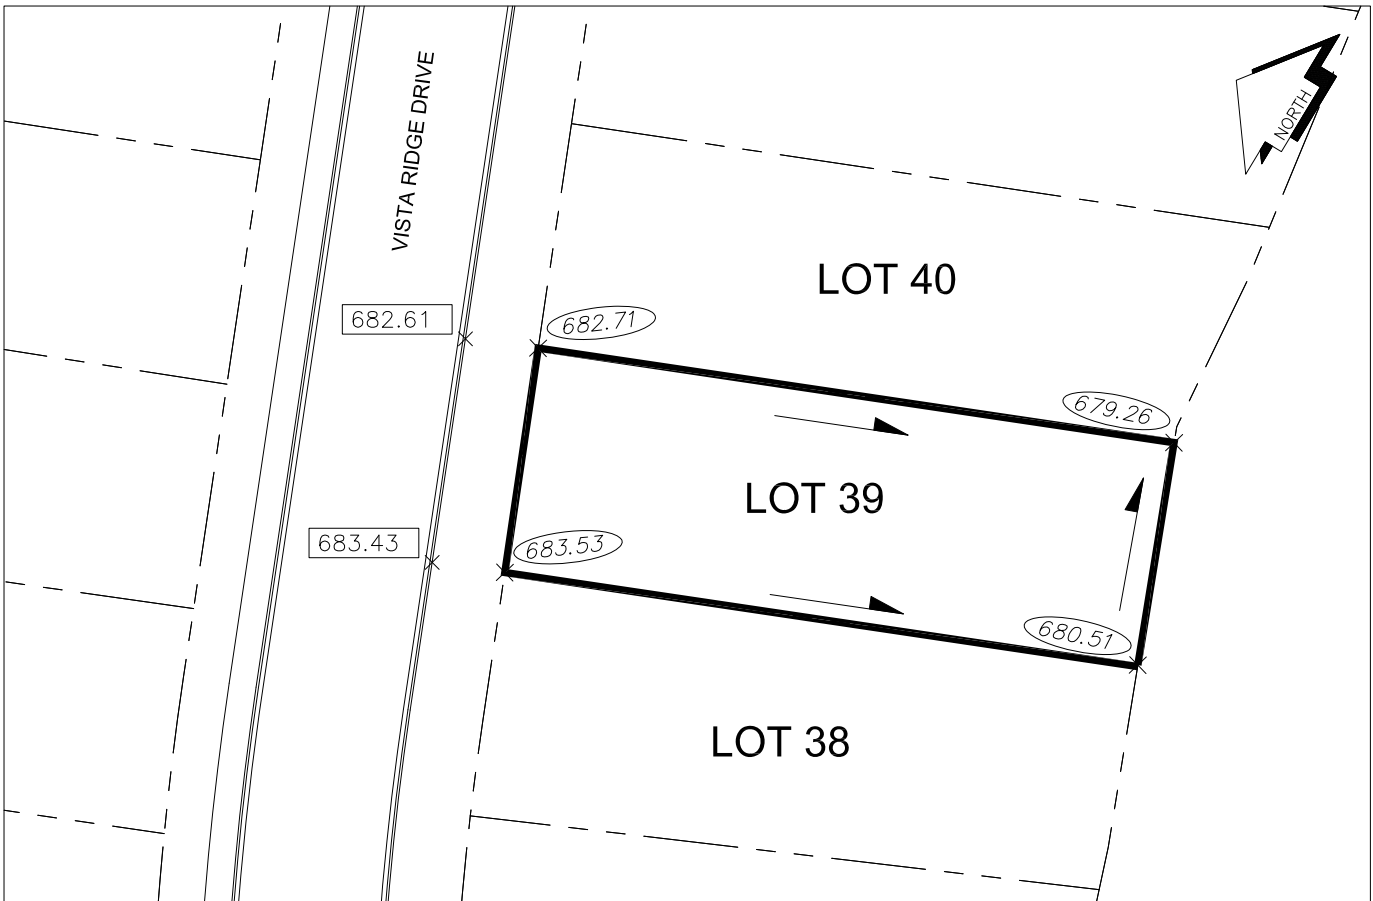 VISTA RIDGE DRIVE
NORTH
LOT 40
682.61
682.71
679.26
LOT 39
683.43
683.53
680.51
LOT 38